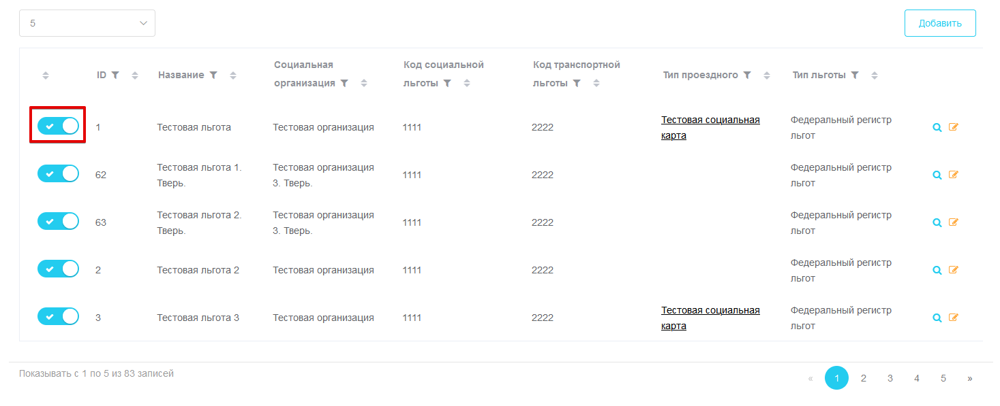 5
Добавить
ID
Название
Социальная
организация
Код социальной
льготы
Код транспортной
льготы
Тип проездного
Тип льготы
1
Тестовая льгота
Тестовая организация
1111
2222
Тестовая социальная
карта
Федеральный регистр
льгот
62
Тестовая льгота 1.
Тверь.
Тестовая организация
3. Тверь.
1111
2222
Федеральный регистр
льгот
63
Тестовая льгота 2.
Тверь.
Тестовая организация
3. Тверь.
1111
2222
Федеральный регистр
льгот
2
Тестовая льгота 2
Тестовая организация
1111
2222
Федеральный регистр
льгот
3
Тестовая льгота 3
Тестовая организация
1111
2222
Тестовая социальная
карта
Федеральный регистр
льгот
Показывать с 1 по 5 из 83 записей
« 1 2 3 4 5 »